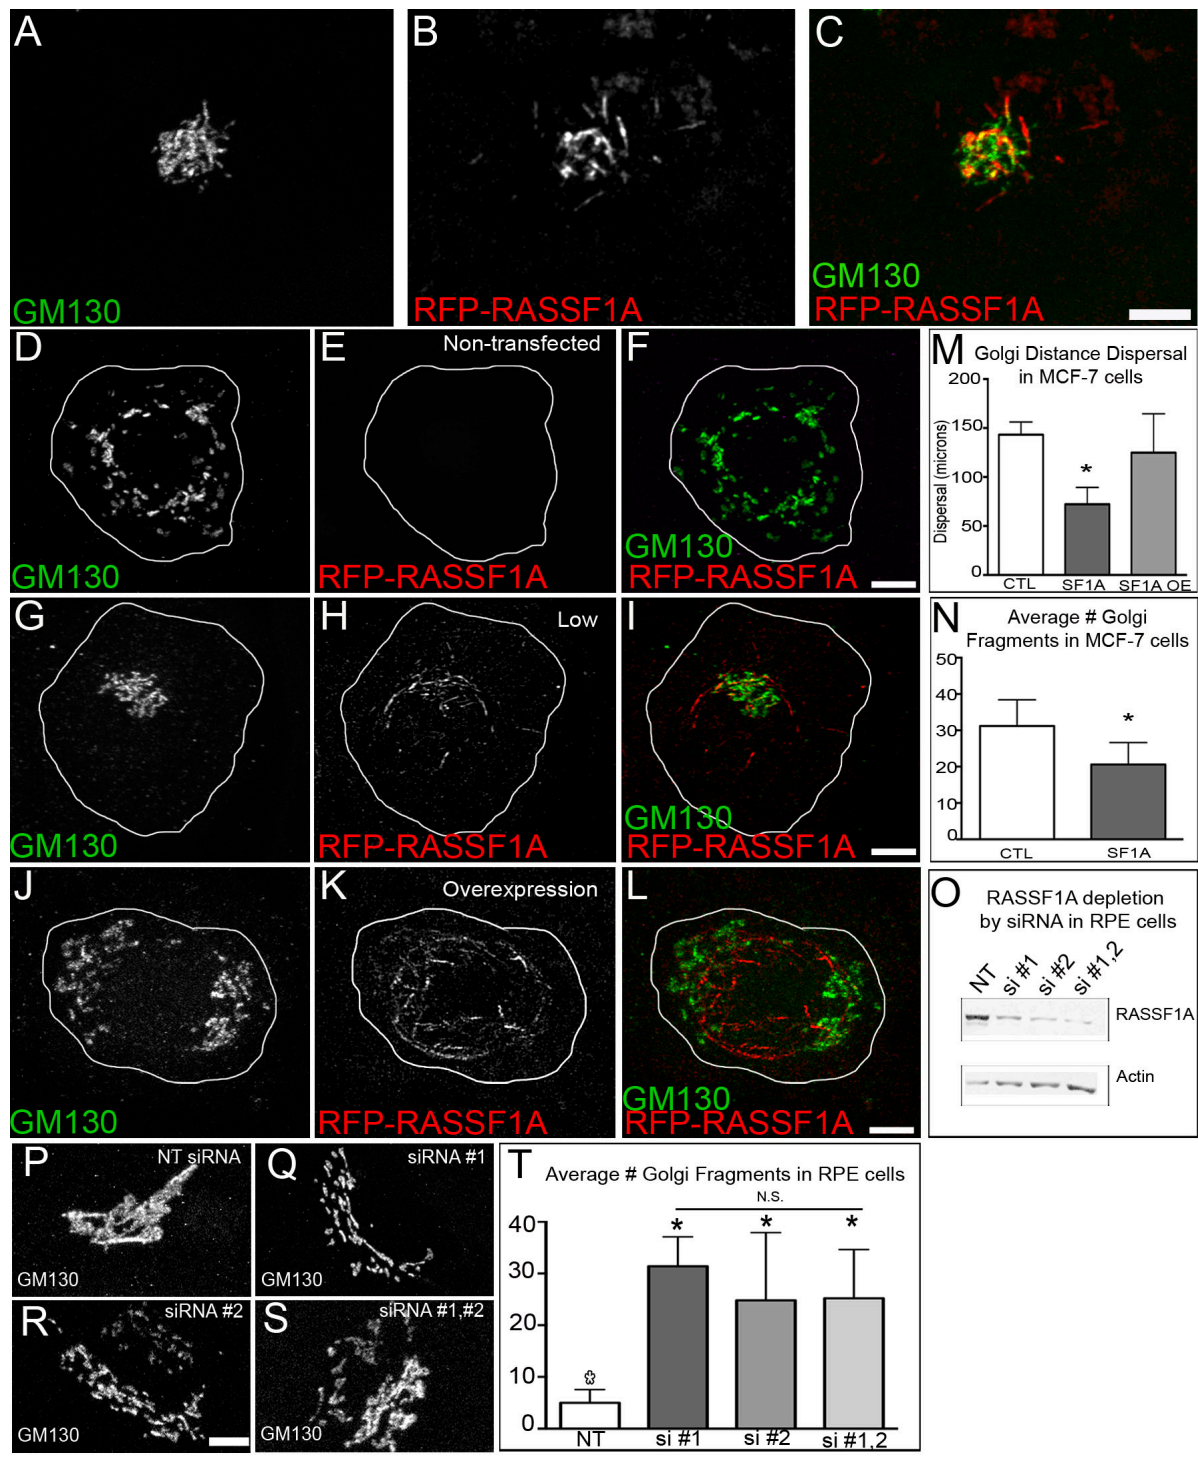 A
GM130
B
RFP-RASSF1A
C
GM130
RFP-RASSF1A
D
GM130
E
Non-transfected
RFP-RASSF1A
F
GM130
RFP-RASSF1A
M
Golgi Distance Dispersal
in MCF-7 cells
Dispersal (microns)
200
150
100
50
0
CTL
SF1A
SF1A OE
*
G
GM130
H
Low
RFP-RASSF1A
I
GM130
RFP-RASSF1A
N
Average # Golgi
Fragments in MCF-7 cells
50
40
30
20
10
0
CTL
SF1A
*
J
GM130
K
Overexpression
RFP-RASSF1A
L
GM130
RFP-RASSF1A
O
RASSF1A depletion
by siRNA in RPE cells
NT
si #1
si #2
si #1,2
RASSF1A
Actin
P
NT siRNA
GM130
Q
siRNA #1
GM130
R
siRNA #2
GM130
S
siRNA #1,#2
GM130
T
Average # Golgi Fragments in RPE cells
N.S.
* * *
40
30
20
10
0
NT
si #1
si #2
si #1,2